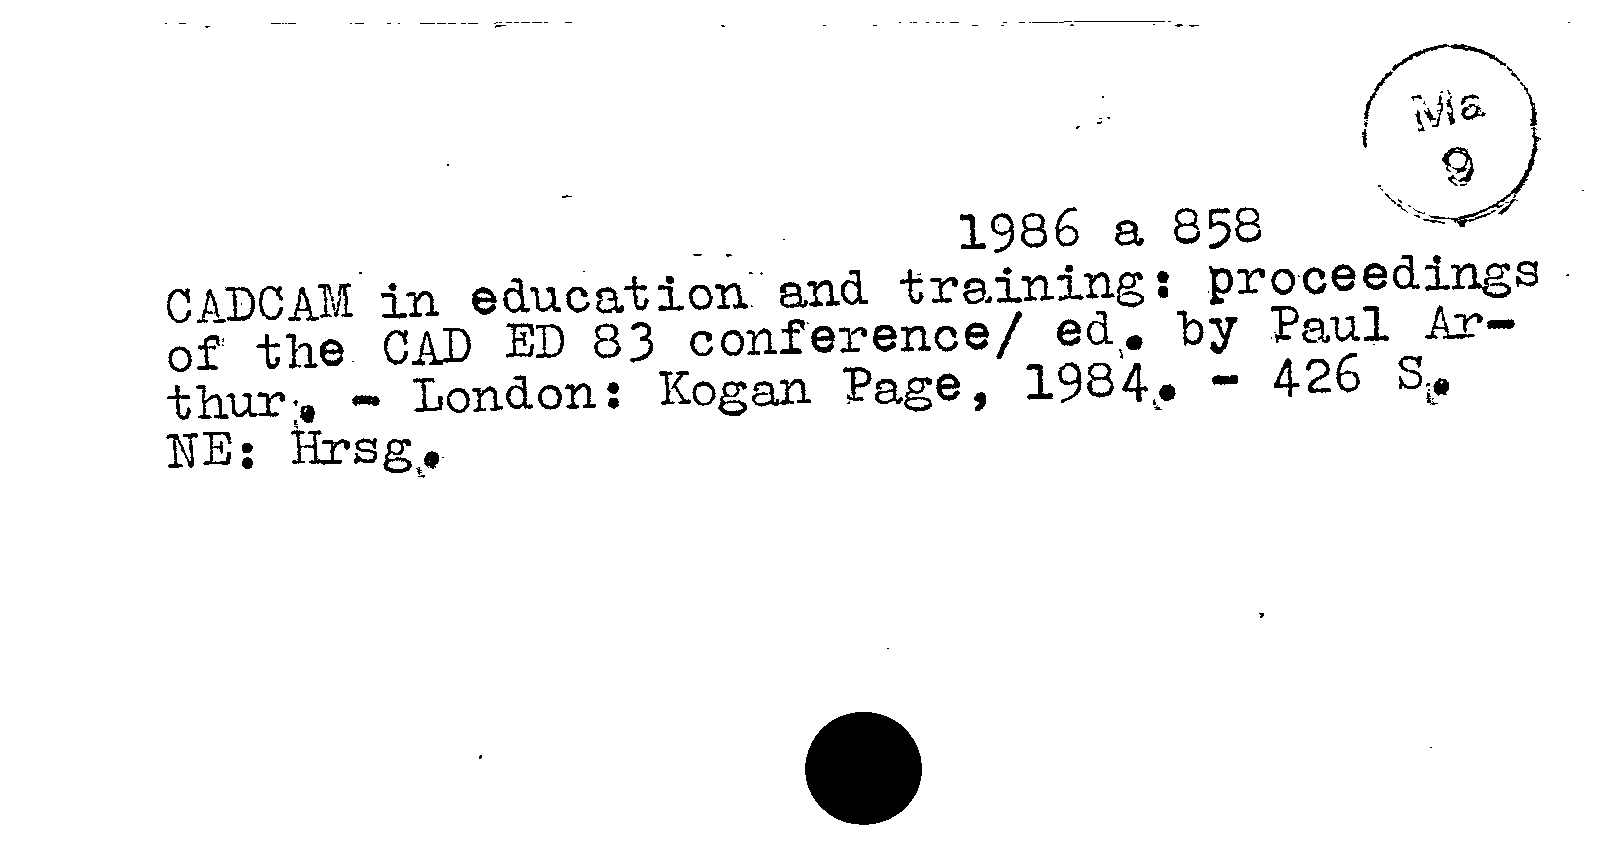 Ma
9
1986 a 858
CADCAM in education and training: proceedings
of the CAD ED 83 conference/ ed. by Paul Ar-
thur. - London: Kogan Page, 1984. - 426 S.
NE: Hrsg.